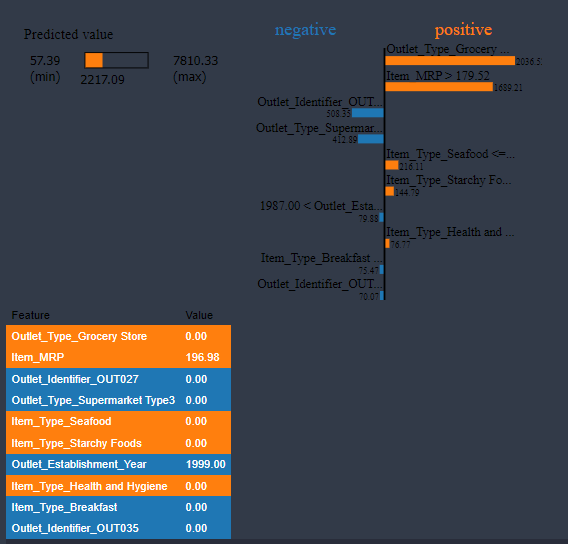 Predicted value
57.39
(min)
2217.09
7810.33
(max)
negative
positive
Outlet_Type_Grocery ...
Item_MRP > 179.52
1689.21
Outlet_Identifier_OUT...
508.33
Outlet_Type_Supermar...
412.89
Item_Type_Seafood <=...
216.11
Item_Type_Starchy Fo...
144.79
1987.00 < Outlet_Esta...
79.88
Item_Type_Health and ...
76.77
Item_Type_Breakfast ...
75.47
Outlet_Identifier_OUT...
70.07
Feature Value
Outlet_Type_Grocery Store 0.00
Item_MRP 196.98
Outlet_Identifier_OUT027 0.00
Outlet_Type_Supermarket Type3 0.00
Item_Type_Seafood 0.00
Item_Type_Starchy Foods 0.00
Outlet_Establishment_Year 1999.00
Item_Type_Health and Hygiene 0.00
Item_Type_Breakfast 0.00
Outlet_Identifier_OUT035 0.00